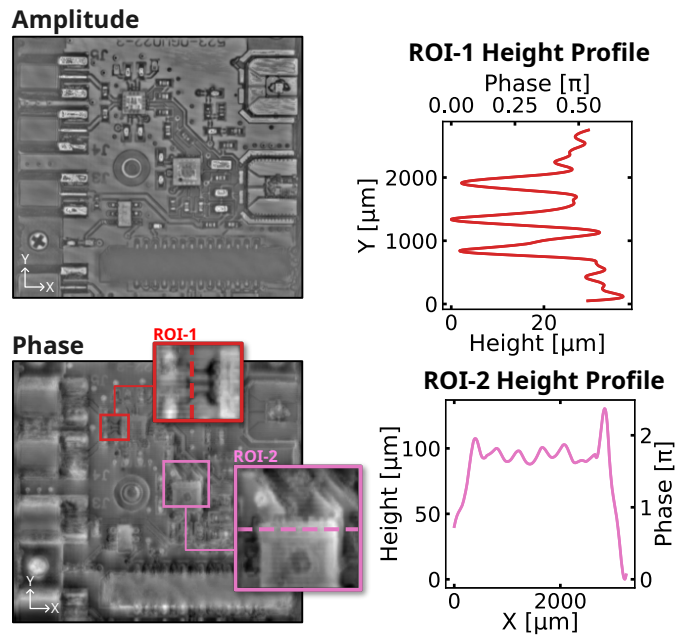 Amplitude
Y
X
ROI-1 Height Profile
Phase [π]
0.00 0.25 0.50
Y [μm]
2000
1000
0
0 20
Height [μm]
Phase
ROI-1
ROI-2
Y
X
ROI-2 Height Profile
Height [μm]
100
50
0
2
1
0
Phase [π]
0 2000
X [μm]